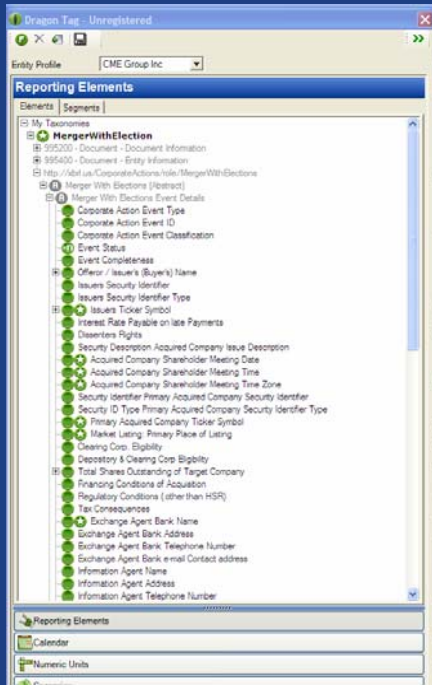 Dragon Tag - Unregistered
Entity Profile CME Group Inc
Reporting Elements
Elements Segments
My Taxonomies
MergerWithElection
995200 - Document - Document Information
995400 - Document - Entity Information
http://xbrl.us/CorporateActions/role/MergerWithElections
Merger With Elections (Abstract)
Merger With Elections Event Details
Corporate Action Event Type
Corporate Action Event ID
Corporate Action Event Classification
Event Status
Event Completeness
Offeror / Issuer's (Buyer's) Name
Issuers Security Identifier
Issuers Security Identifier Type
Issuers Ticker Symbol
Interest Rate Payable on late Payments
Dissenters Rights
Security Description Acquired Company Issue Description
Acquired Company Shareholder Meeting Date
Acquired Company Shareholder Meeting Time
Acquired Company Shareholder Meeting Time Zone
Security Identifier Primary Acquired Company Security Identifier
Security ID Type Primary Acquired Company Security Identifier Type
Primary Acquired Company Ticker Symbol
Market Listing: Primary Place of Listing
Clearing Corp. Eligibility
Depository & Clearing Corp Eligibility
Total Shares Outstanding of Target Company
Financing Conditions of Acquisition
Regulatory Conditions (other than HSR)
Tax Consequences
Exchange Agent Bank Name
Exchange Agent Bank Address
Exchange Agent Bank Telephone Number
Exchange Agent Bank e-mail Contact address
Information Agent Name
Information Agent Address
Information Agent Telephone Number
Reporting Elements
Calendar
Numeric Units